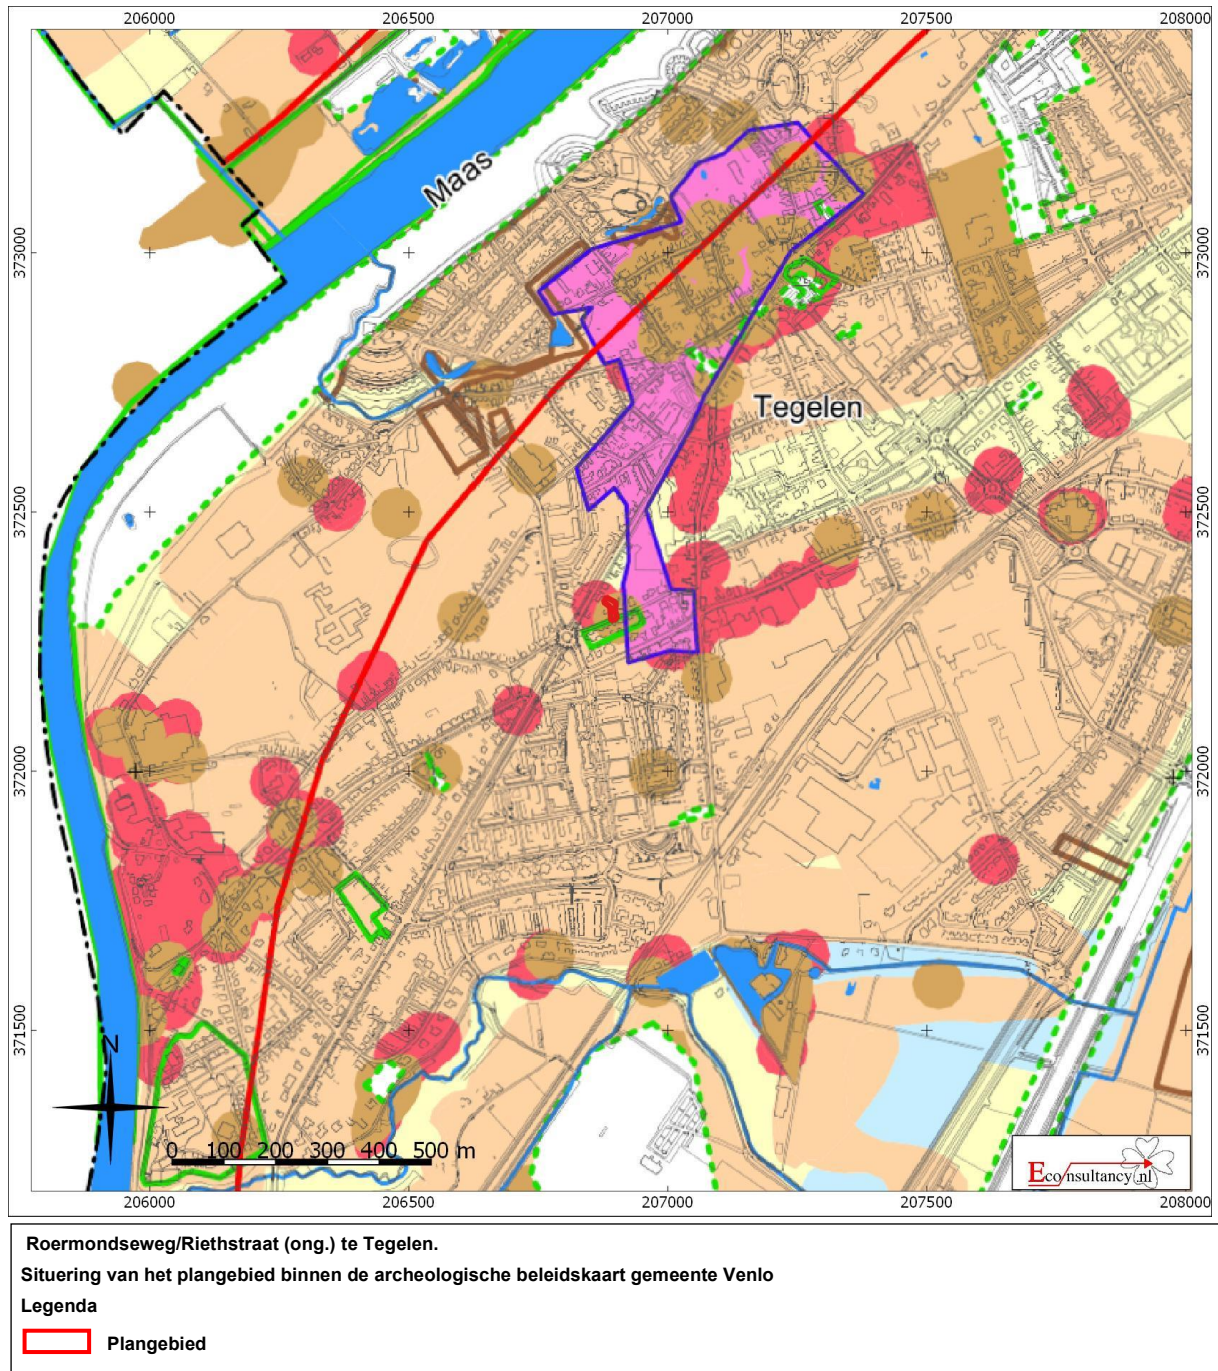 206000 206500 207000 207500 208000
373000 373000
Maas
Tegelen
372500 372500
372000 372000
371500 371500
N
0 100 200 300 400 500 m
Econsultancy.nl
206000 206500 207000 207500 208000
Roermondseweg/Riethstraat (ong.) te Tegelen.
Situering van het plangebied binnen de archeologische beleidskaart gemeente Venlo
Legenda
Plangebied